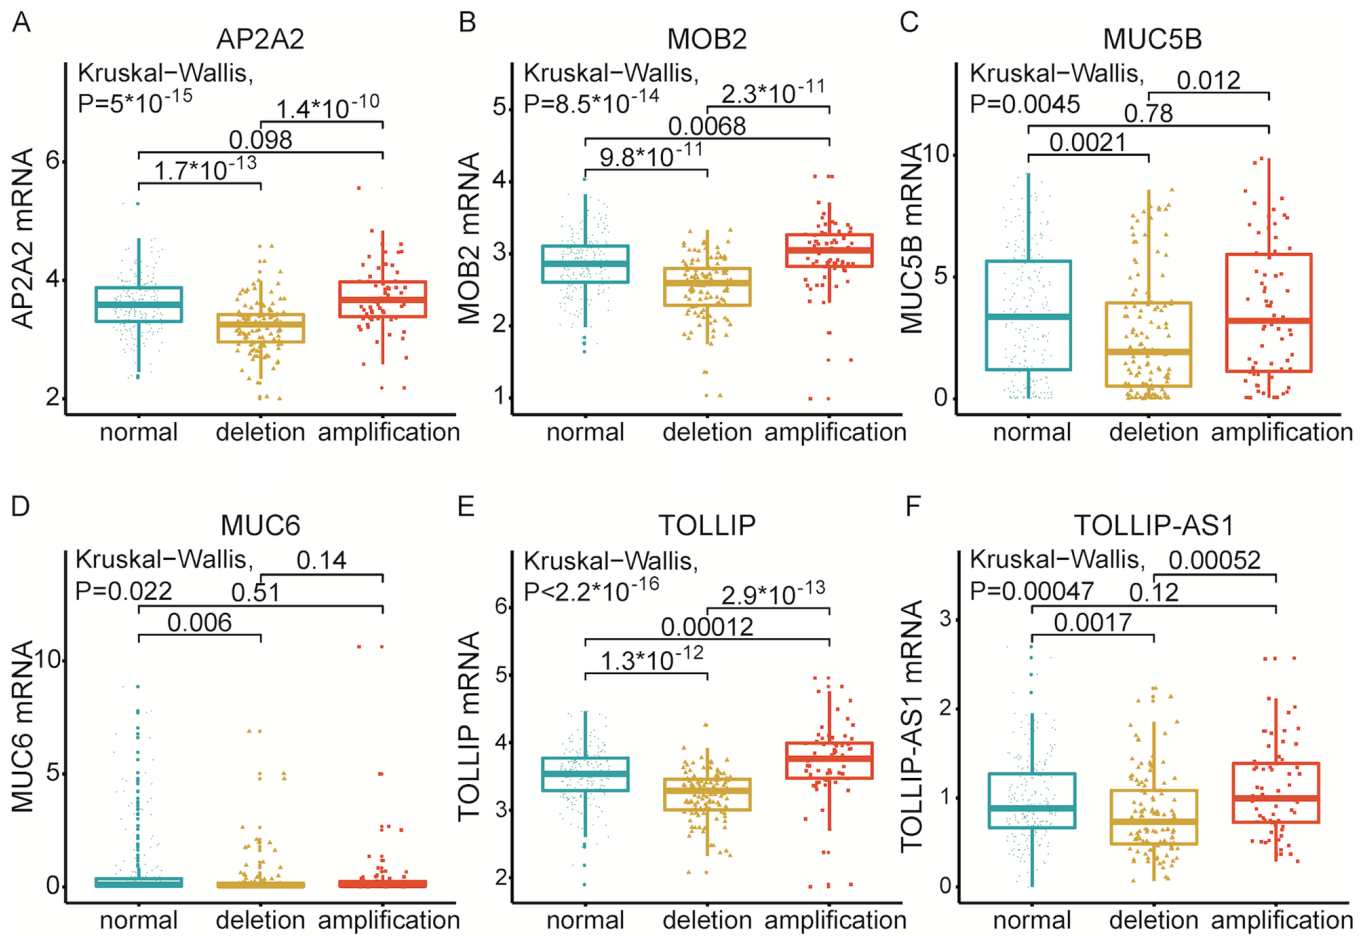 A
AP2A2
Kruskal−Wallis,
P=5*10-15
1.4*10-10
0.098
1.7*10-13
AP2A2 mRNA
6
4
2
normal deletion amplification
B
MOB2
Kruskal−Wallis,
P=8.5*10-14
2.3*10-11
0.0068
9.8*10-11
MOB2 mRNA
5
4
3
2
1
normal deletion amplification
C
MUC5B
Kruskal−Wallis,
P=0.0045
0.012
0.78
0.0021
MUC5B mRNA
10
5
0
normal deletion amplification
D
MUC6
Kruskal−Wallis,
P=0.022
0.14
0.51
0.006
MUC6 mRNA
10
5
0
normal deletion amplification
E
TOLLIP
Kruskal−Wallis,
P<2.2*10-16
2.9*10-13
0.00012
1.3*10-12
TOLLIP mRNA
6
5
4
3
2
normal deletion amplification
F
TOLLIP-AS1
Kruskal−Wallis,
P=0.00047
0.00052
0.12
0.0017
TOLLIP-AS1 mRNA
3
2
1
0
normal deletion amplification